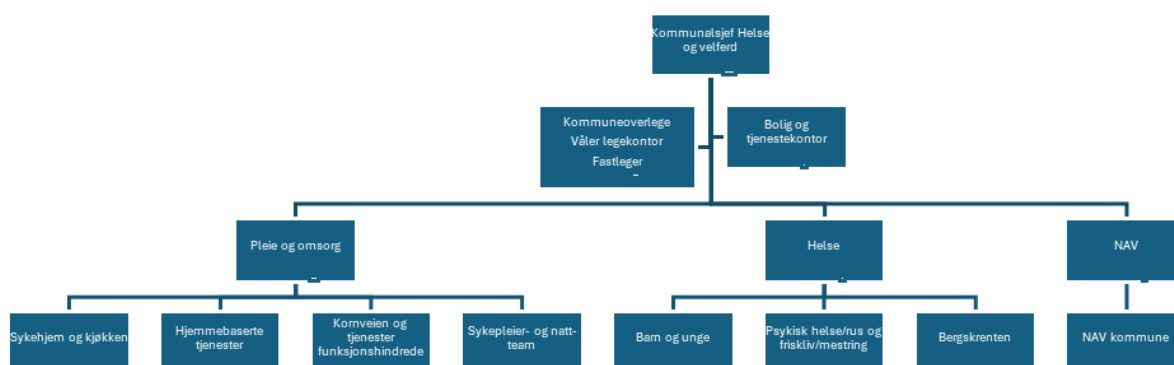 Kommunalsjef Helse
og velferd
Kommuneoverlege
Våler legekontor
Fastleger
Bolig og
tjenestekontor
Pleie og omsorg
Helse
NAV
Sykehjem og kjøkken
Hjemmebaserte
tjenester
Kornveien og
tjenester
funksjonshindrede
Sykepleier- og natt-
team
Barn og unge
Psykisk helse/rus og
friskliv/mestring
Bergskrenten
NAV kommune